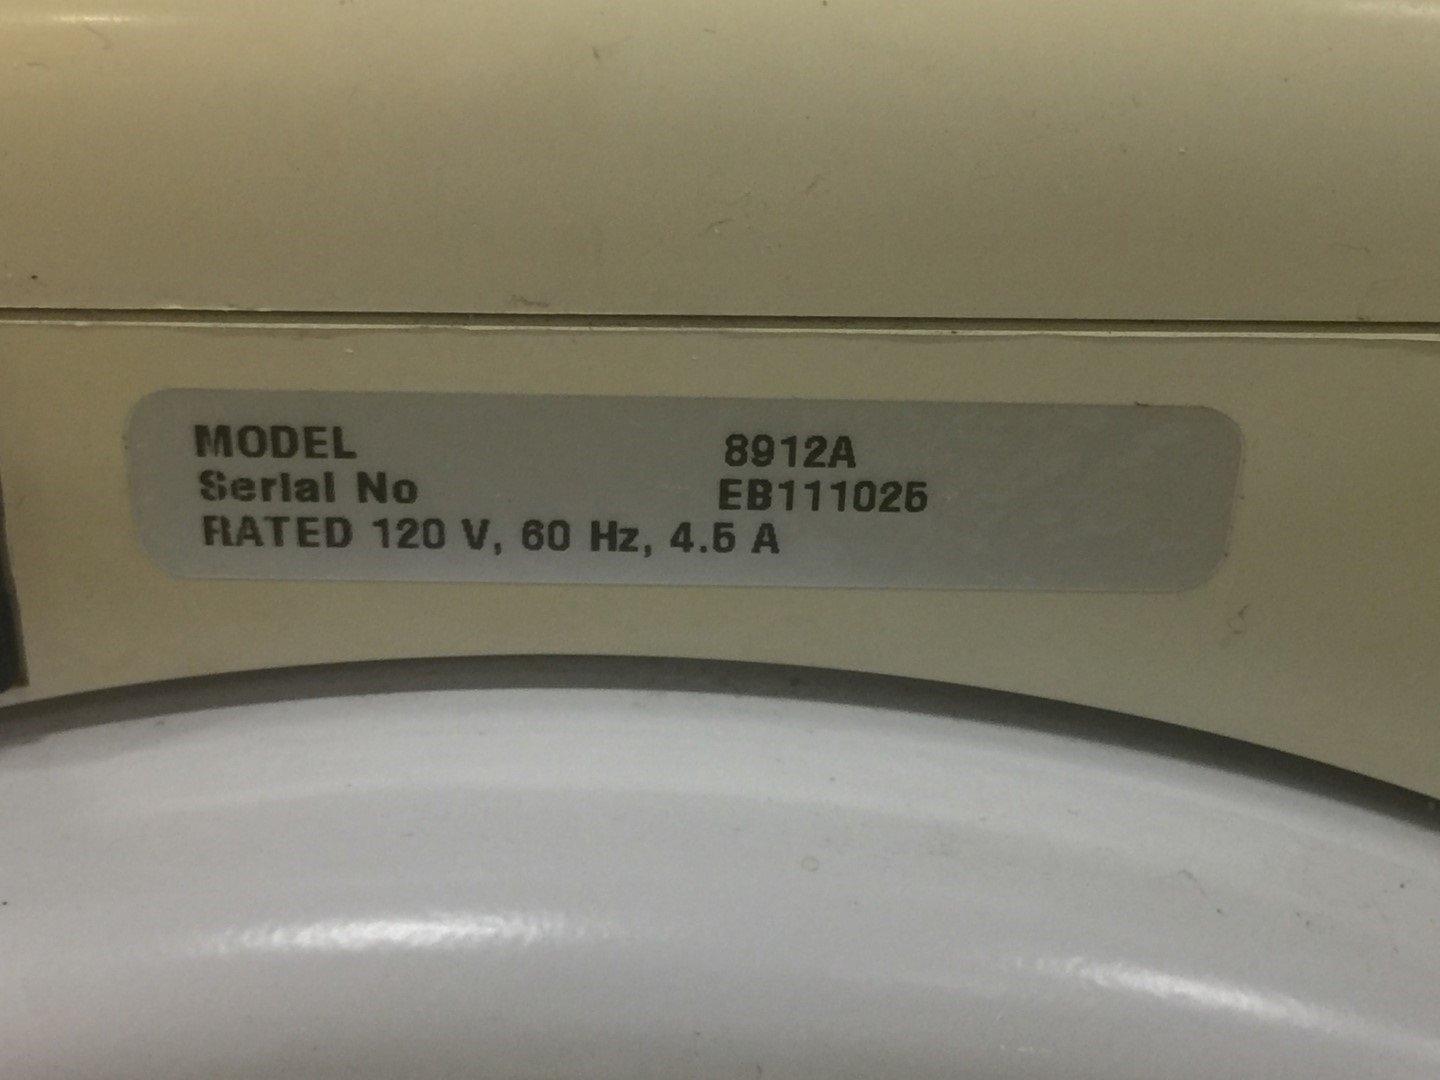 MODEL 8912A
Serial No EB111025
RATED 120 V, 60 Hz, 4.5 A